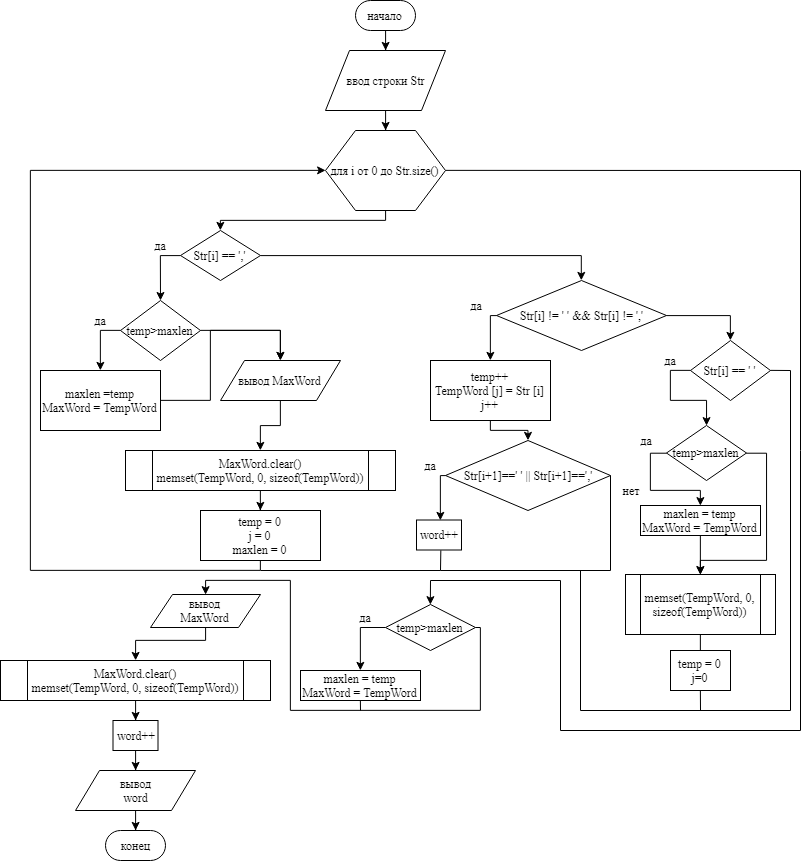 начало
ввод строки Str
для i от 0 до Str.size()
Str[i] == ','
да
да
temp>maxlen
maxlen =temp
MaxWord = TempWord
вывод MaxWord
MaxWord.clear()
memset(TempWord, 0, sizeof(TempWord))
temp = 0
j = 0
maxlen = 0
да
Str[i] != ' ' && Str[i] != ','
temp++
TempWord [j] = Str [i]
j++
да
Str[i+1]==' ' || Str[i+1]==','
word++
да
Str[i] == ' '
да
temp>maxlen
нет
maxlen = temp
MaxWord = TempWord
memset(TempWord, 0,
sizeof(TempWord))
temp = 0
j=0
да
temp>maxlen
maxlen = temp
MaxWord = TempWord
вывод
MaxWord
MaxWord.clear()
memset(TempWord, 0, sizeof(TempWord))
word++
вывод
word
конец